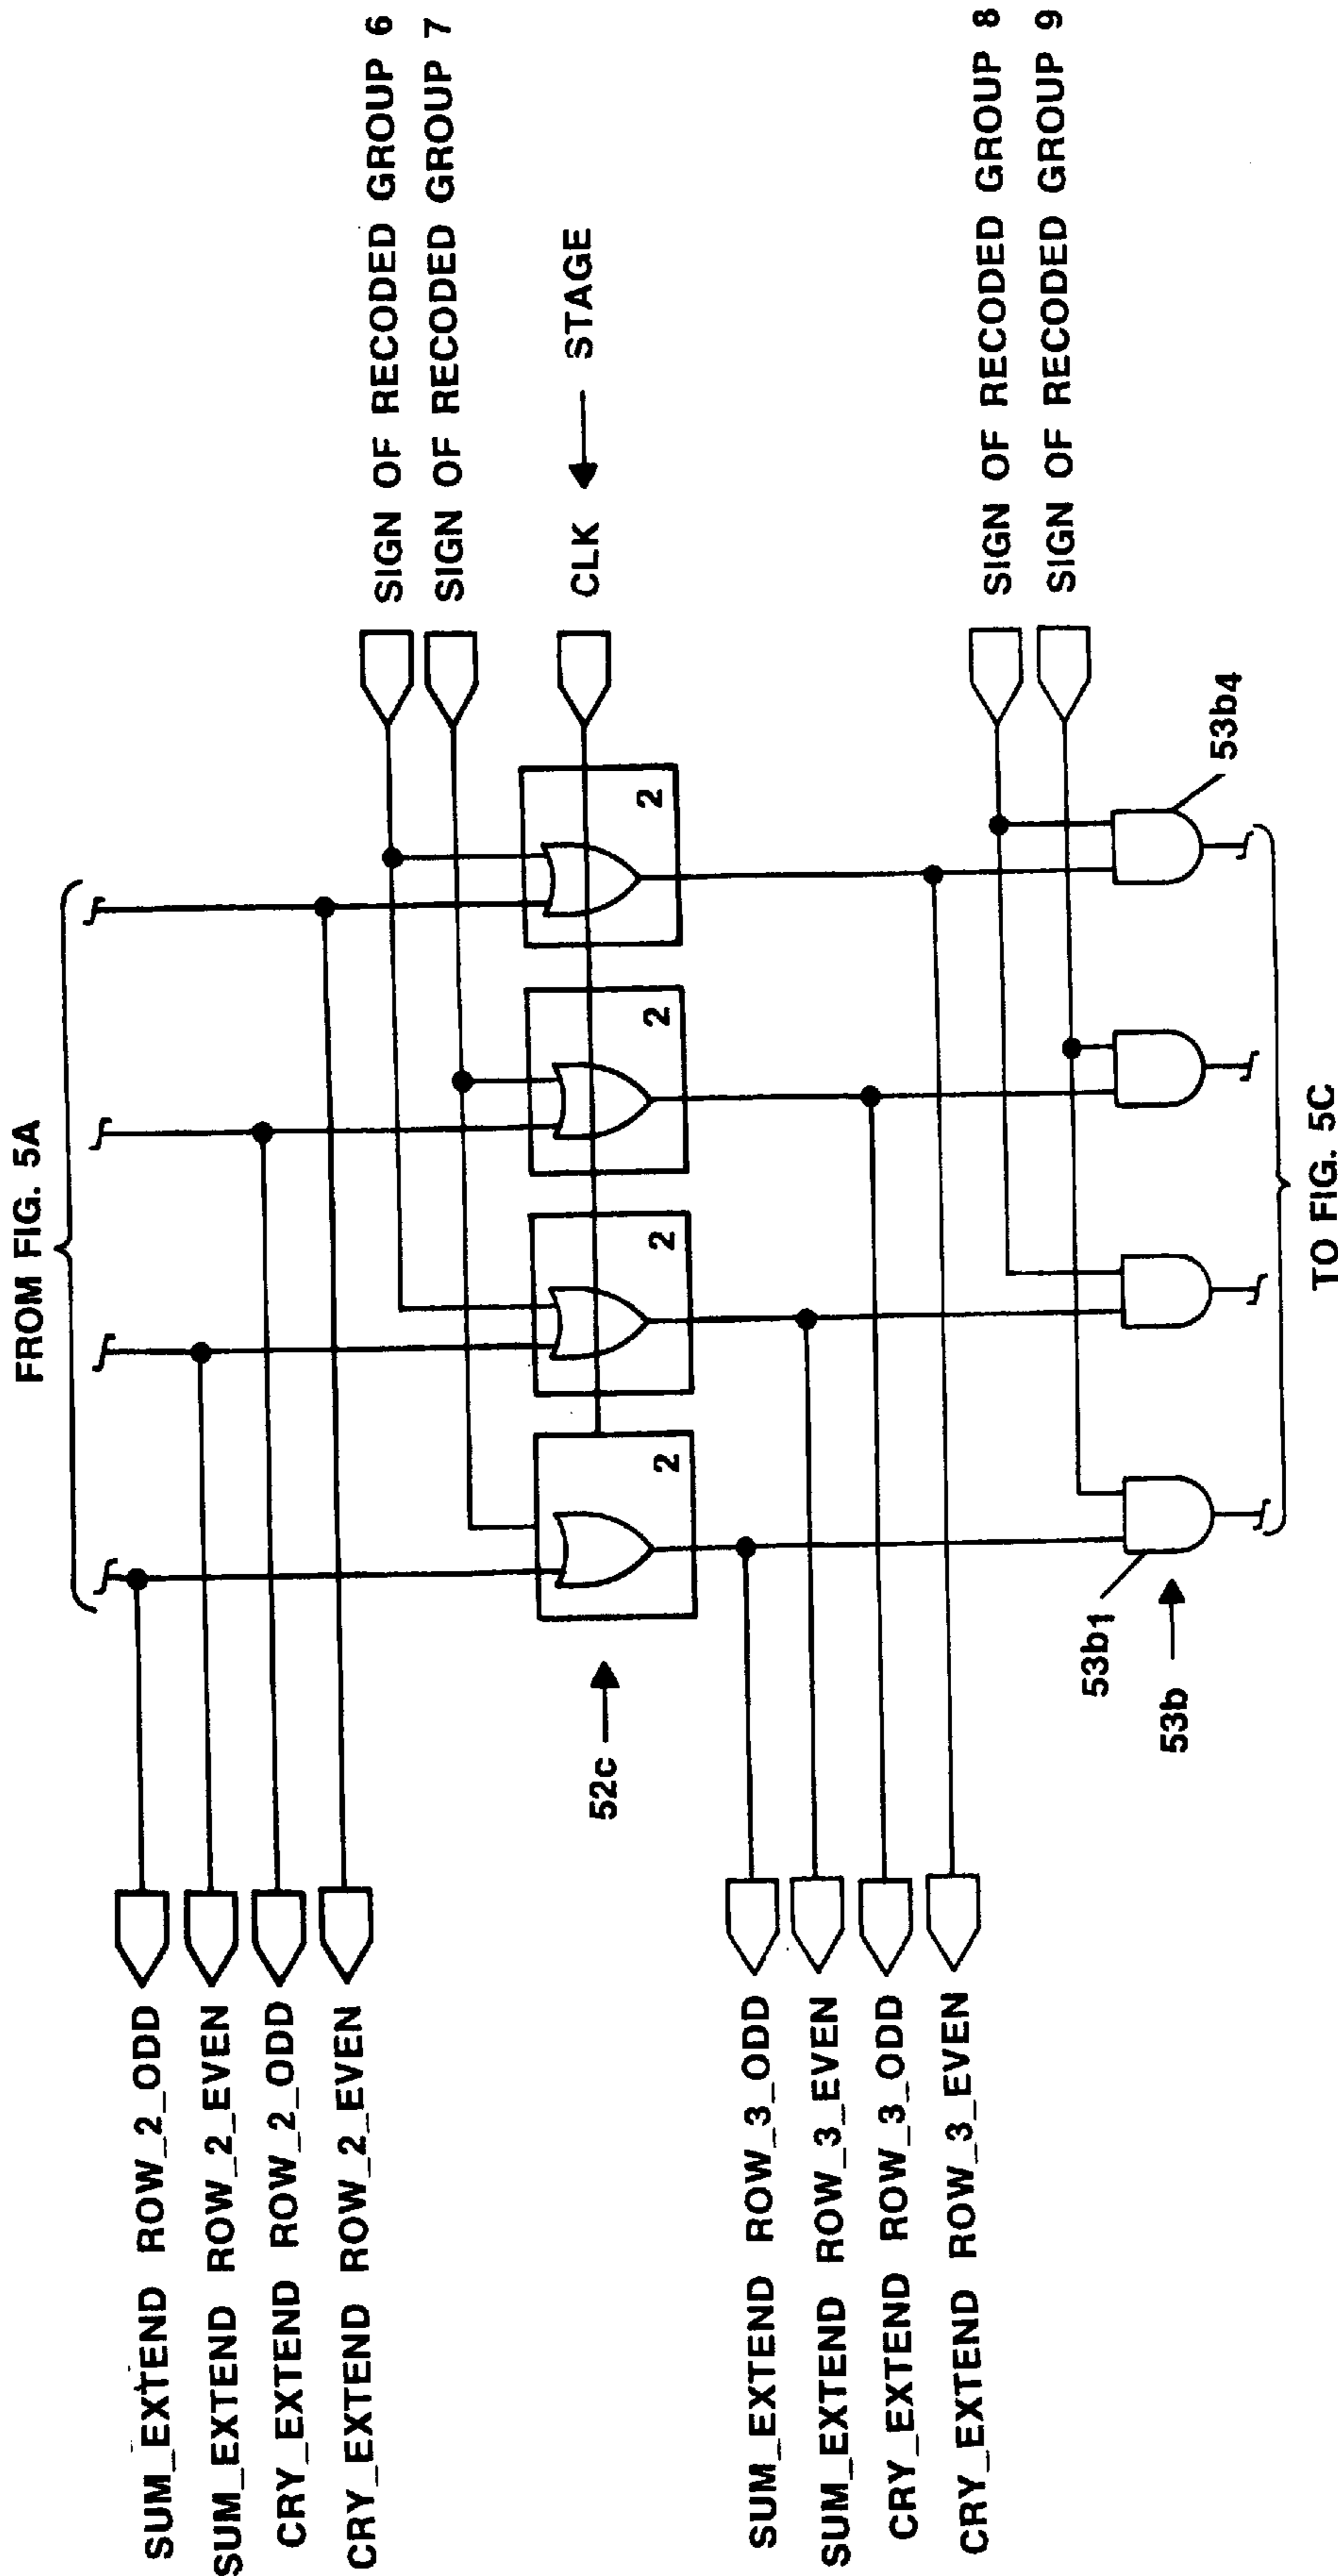 FROM FIG. 5A
SIGN OF RECODED GROUP 6
SIGN OF RECODED GROUP 7
SUM_EXTEND ROW_2_ODD
SUM_EXTEND ROW_2_EVEN
CRY_EXTEND ROW_2_ODD
CRY_EXTEND ROW_2_EVEN
CLK
STAGE
2
2
2
2
52c
SUM_EXTEND ROW_3_ODD
SUM_EXTEND ROW_3_EVEN
CRY_EXTEND ROW_3_ODD
CRY_EXTEND ROW_3_EVEN
SIGN OF RECODED GROUP 8
SIGN OF RECODED GROUP 9
53b1
53b4
53b
TO FIG. 5C